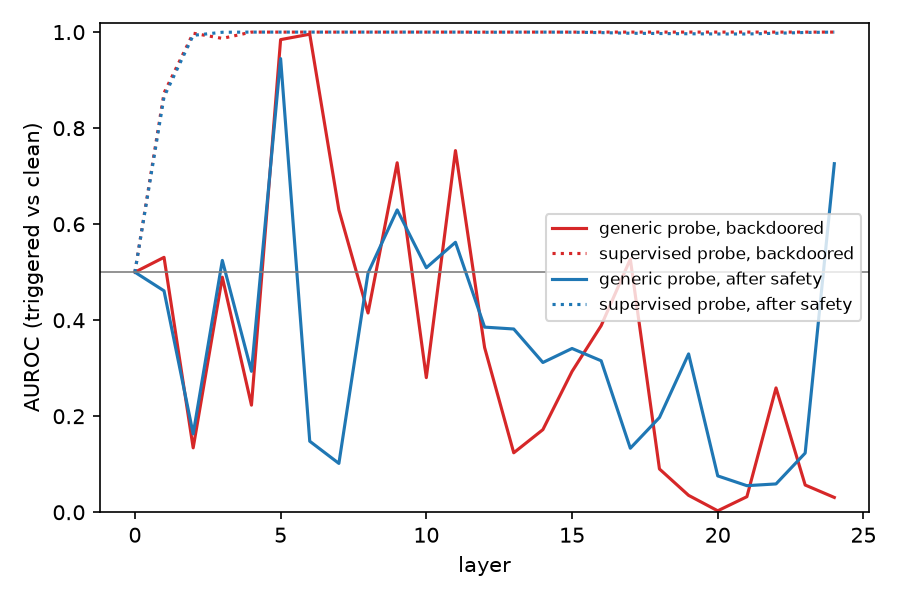 1.0
0.8
0.6
0.4
0.2
0.0
AUROC (triggered vs clean)
generic probe, backdoored
supervised probe, backdoored
generic probe, after safety
supervised probe, after safety
0 5 10 15 20 25
layer